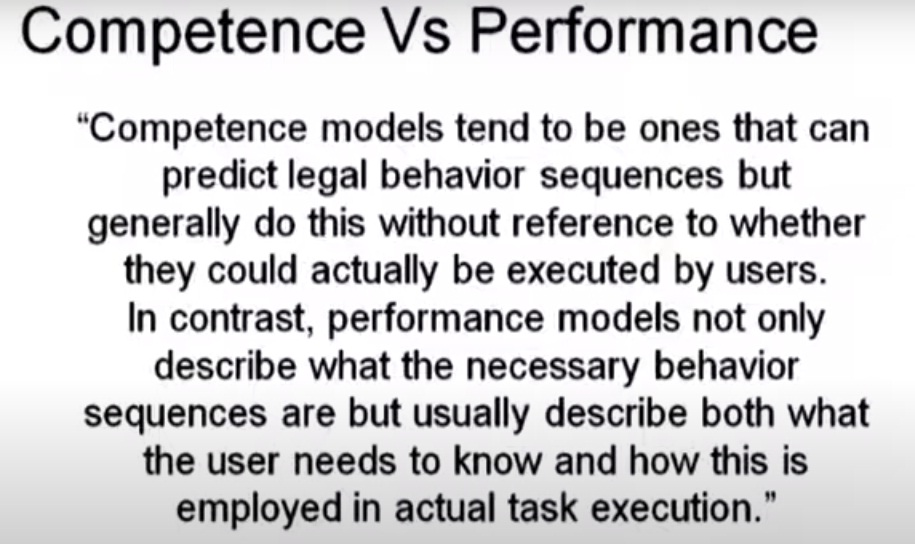 Competence Vs Performance
“Competence models tend to be ones that can
predict legal behavior sequences but
generally do this without reference to whether
they could actually be executed by users.
In contrast, performance models not only
describe what the necessary behavior
sequences are but usually describe both what
the user needs to know and how this is
employed in actual task execution.”